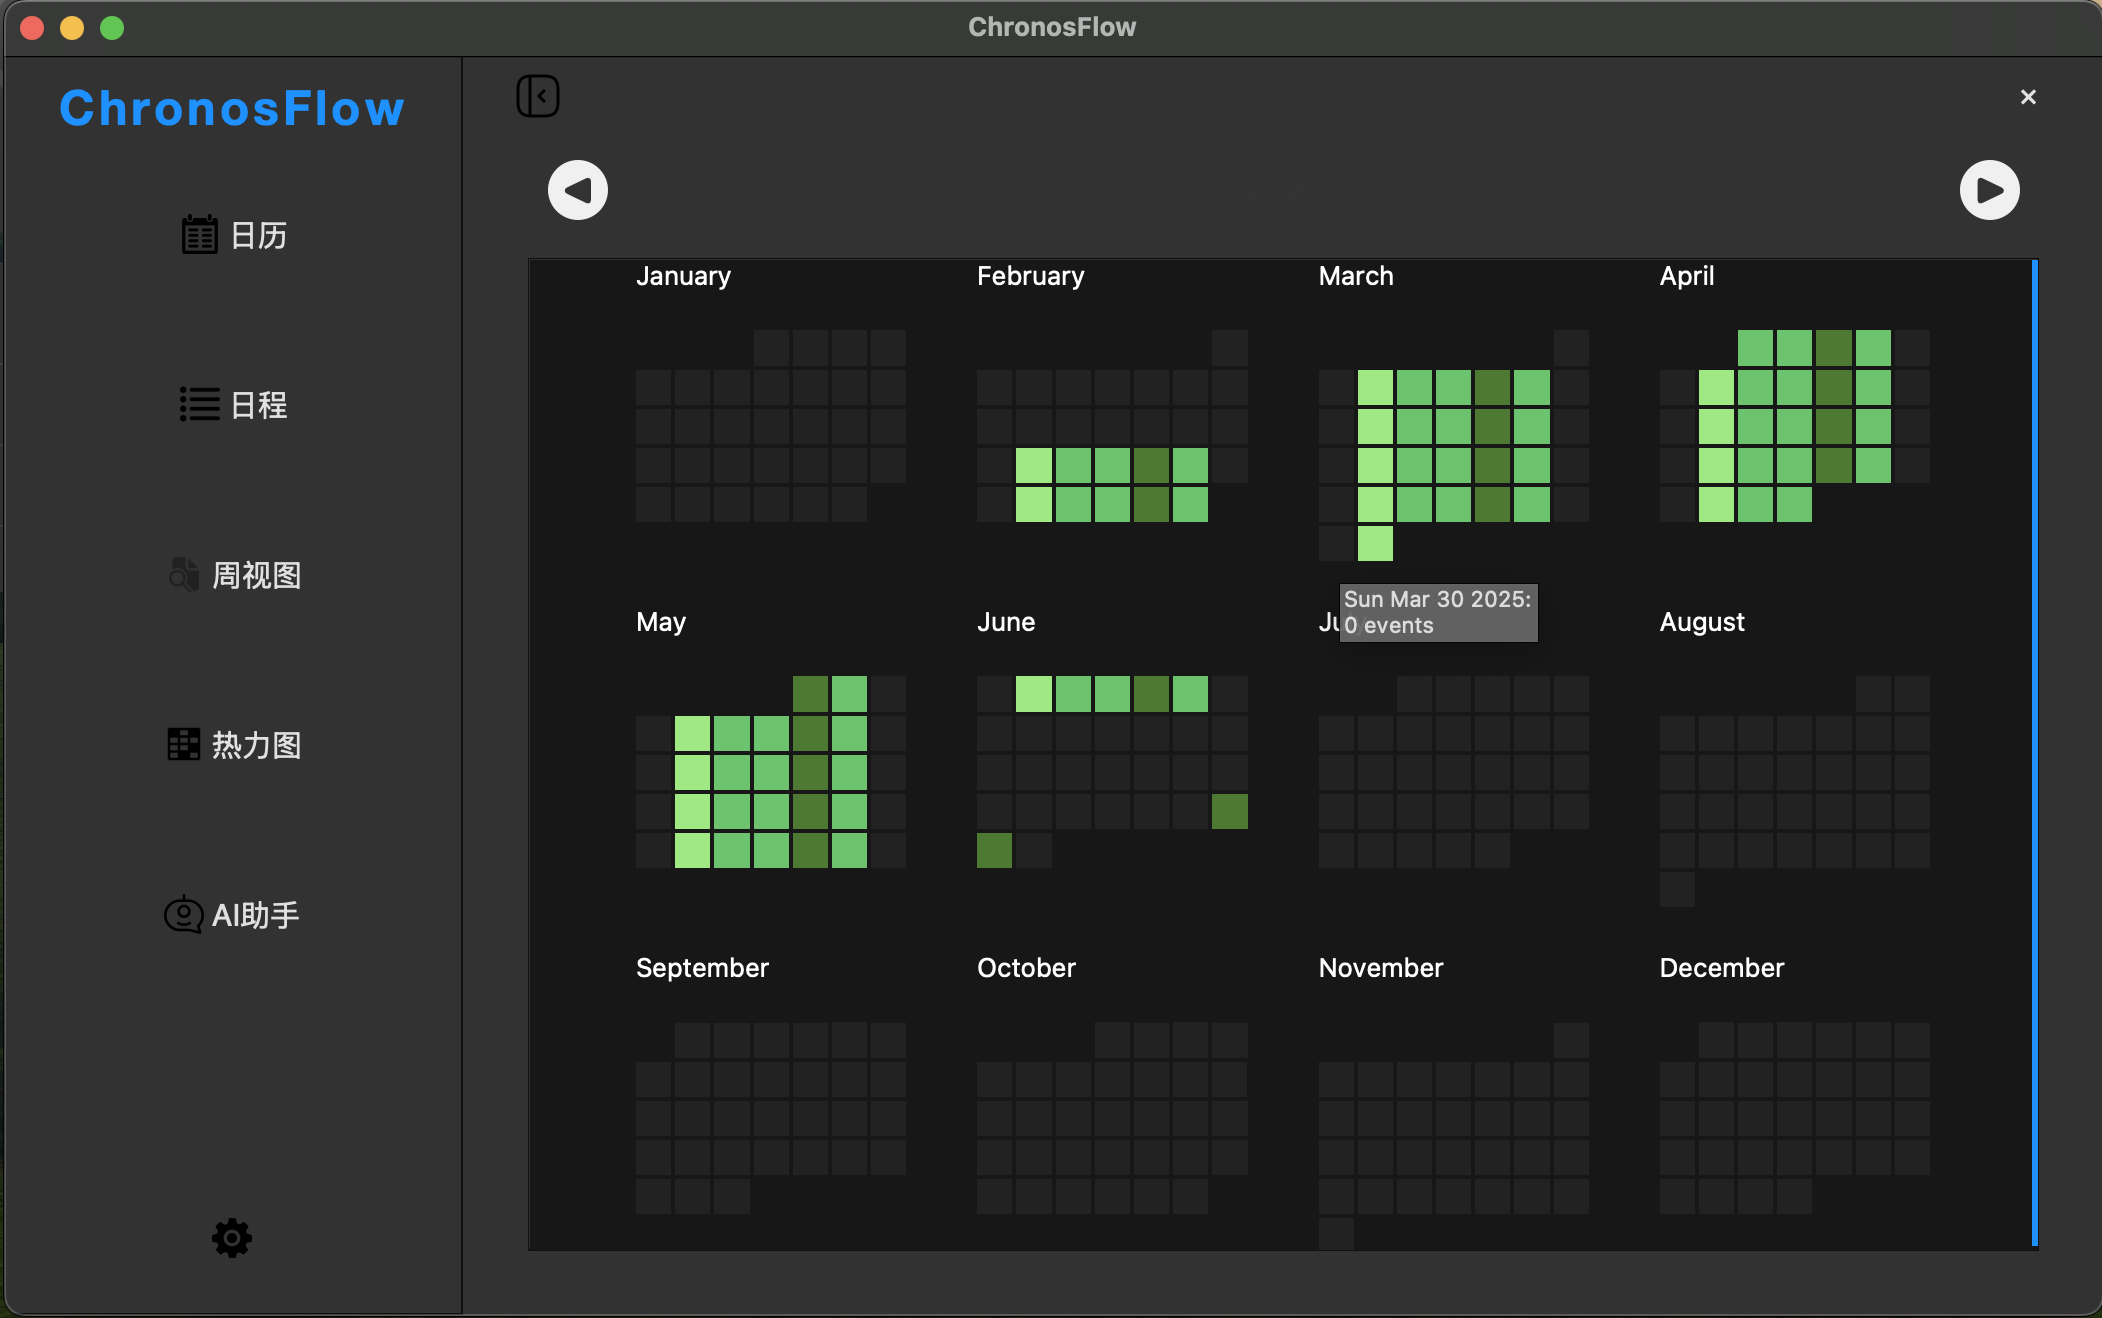 ChronosFlow
ChronosFlow
日历
日程
周视图
热力图
AI助手
January
February
March
April
Sun Mar 30 2025:
0 events
May
June
August
September
October
November
December